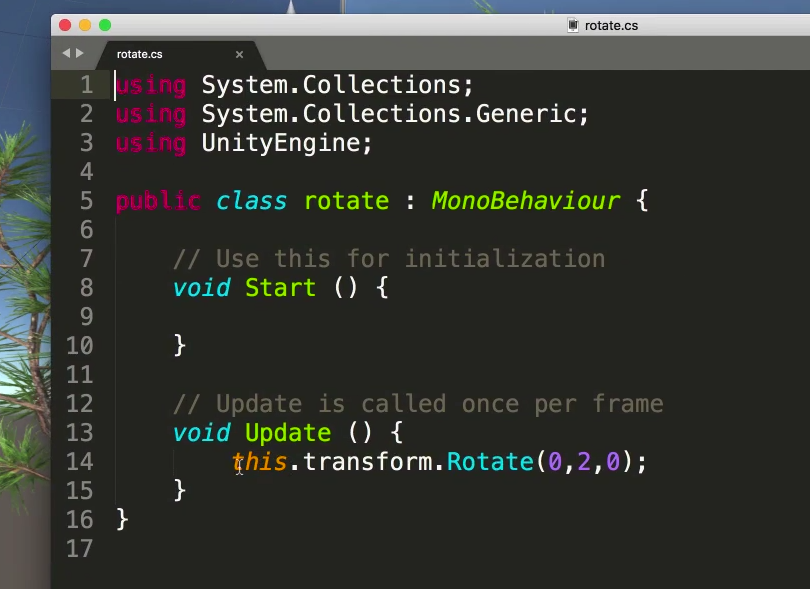 rotate.cs
rotate.cs ×
1 using System.Collections;
2 using System.Collections.Generic;
3 using UnityEngine;
4
5 public class rotate : MonoBehaviour {
6
7 // Use this for initialization
8 void Start () {
9
10 }
11
12 // Update is called once per frame
13 void Update () {
14 this.transform.Rotate(0,2,0);
15 }
16 }
17